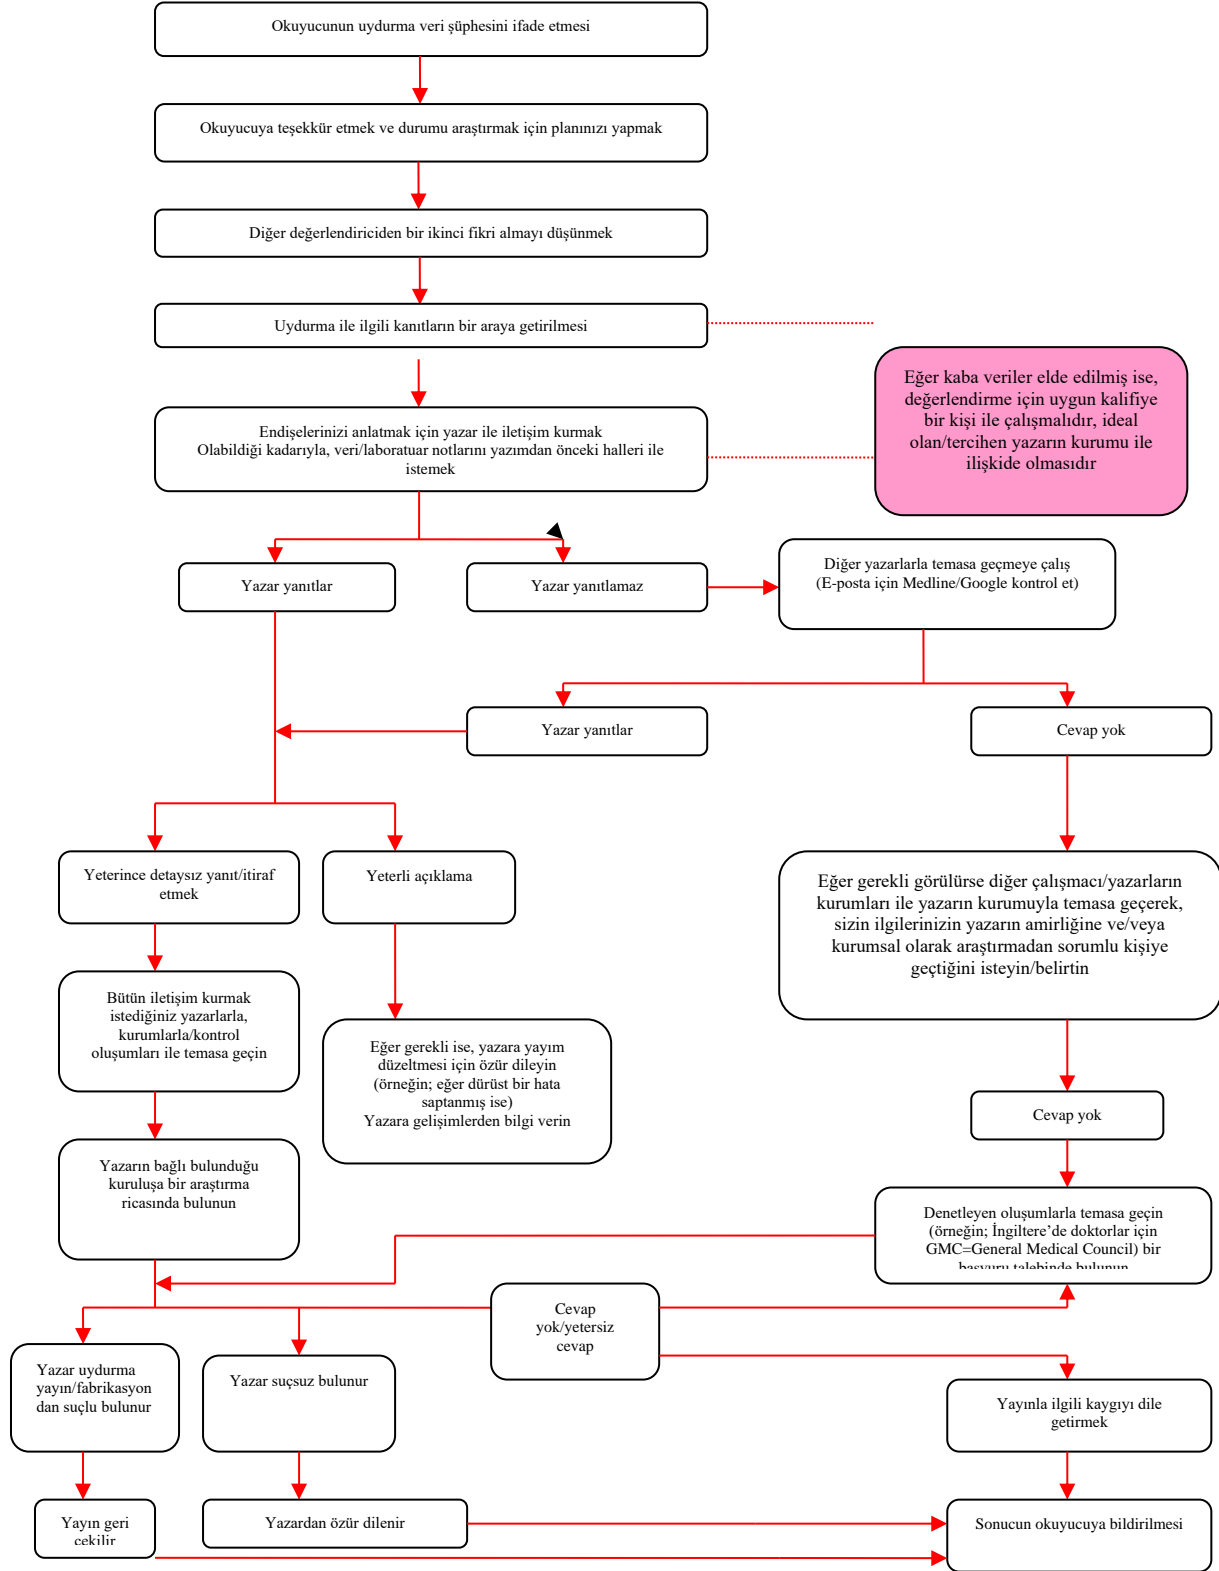 Okuyucunun uydurma veri şüphesini ifade etmesi
Okuyucuya teşekkür etmek ve durumu araştırmak için planınızı yapmak
Diğer değerlendiriciden bir ikinci fikri almayı düşünmek
Uydurma ile ilgili kanıtların bir araya getirilmesi
Eğer kaba veriler elde edilmiş ise,
değerlendirme için uygun kalifiye
bir kişi ile çalışmalıdır, ideal
olan/tercihen yazarın kurumu ile
ilişkide olmasıdır
Endişelerinizi anlatmak için yazar ile iletişim kurmak
Olabildiği kadarıyla, veri/laboratuar notlarını yazımdan önceki halleri ile
istemek
Yazar yanıtlar
Yazar yanıtlamaz
Diğer yazarlarla temasa geçmeye çalış
(E-posta için Medline/Google kontrol et)
Yazar yanıtlar
Cevap yok
Yeterince detaysız yanıt/itiraf
etmek
Yeterli açıklama
Eğer gerekli görülürse diğer çalışmacı/yazarların
kurumları ile yazarın kurumuyla temasa geçerek,
sizin ilgilerinizin yazarın amirliğine ve/veya
kurumsal olarak araştırmadan sorumlu kişiye
geçtiğini isteyin/belirtin
Bütün iletişim kurmak
istediğiniz yazarlarla,
kurumlarla/kontrol
oluşumları ile temasa geçin
Eğer gerekli ise, yazara yayım
düzeltmesi için özür dileyin
(örneğin; eğer dürüst bir hata
saptanmış ise)
Yazara gelişimlerden bilgi verin
Cevap yok
Yazarın bağlı bulunduğu
kuruluşa bir araştırma
ricasında bulunun
Denetleyen oluşumlarla temasa geçin
(örneğin; İngiltere’de doktorlar için
GMC=General Medical Council) bir
başvuru talebinde bulunun
Cevap
yok/yetersiz
cevap
Yazar uydurma
yayın/fabrikasyon
dan suçlu bulunur
Yazar suçsuz bulunur
Yayınla ilgili kaygıyı dile
getirmek
Yayın geri
çekilir
Yazardan özür dilenir
Sonucun okuyucuya bildirilmesi